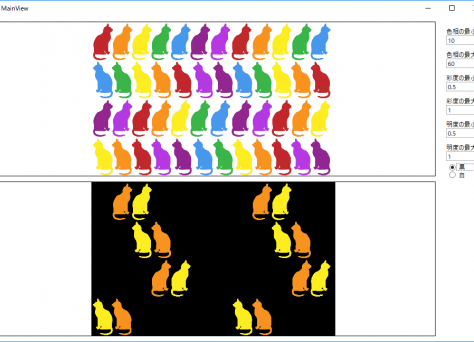 MainView
色相の最小
10
色相の最大
60
彩度の最小
0.5
彩度の最大
1
明度の最小
0.5
明度の最大
1
黒
白